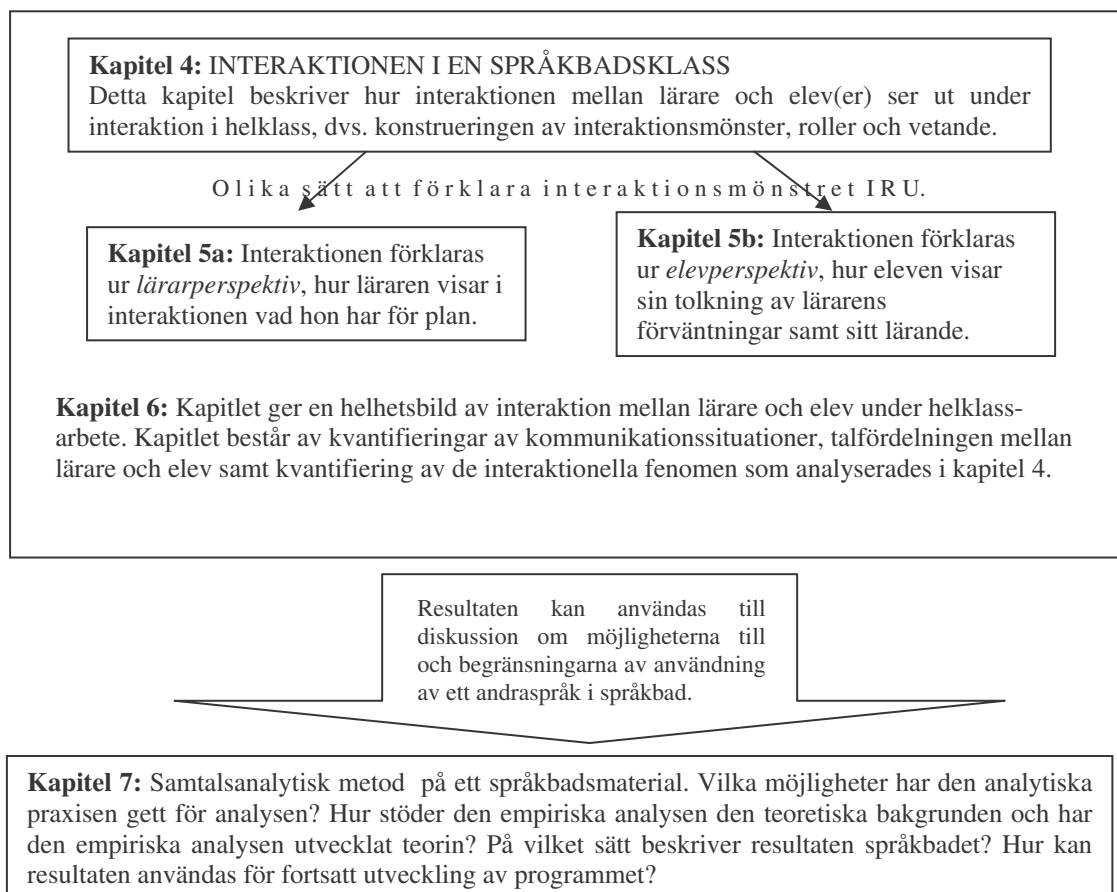 Kapitel 4: INTERAKTIONEN I EN SPRÅKBADSKLASS
Detta kapitel beskriver hur interaktionen mellan lärare och elev(er) ser ut under
interaktion i helklass, dvs. konstrueringen av interaktionsmönster, roller och vetande.
Olika sätt att förklara interaktionsmönstret IRU.
Kapitel 5a: Interaktionen förklaras
ur lärarperspektiv, hur läraren visar i
interaktionen vad hon har för plan.
Kapitel 5b: Interaktionen förklaras
ur elevperspektiv, hur eleven visar
sin tolkning av lärarens
förväntningar samt sitt lärande.
Kapitel 6: Kapitlet ger en helhetsbild av interaktion mellan lärare och elev under helklass-
arbete. Kapitlet består av kvantifieringar av kommunikationssituationer, talfördelningen mellan
lärare och elev samt kvantifiering av de interaktionella fenomen som analyserades i kapitel 4.
Resultaten kan användas till
diskussion om möjligheterna till
och begränsningarna av användning
av ett andraspråk i språkbad.
Kapitel 7: Samtalsanalytisk metod på ett språkbadsmaterial. Vilka möjligheter har den analytiska
praxisen gett för analysen? Hur stöder den empiriska analysen den teoretiska bakgrunden och har
den empiriska analysen utvecklat teorin? På vilket sätt beskriver resultaten språkbadet? Hur kan
resultaten användas för fortsatt utveckling av programmet?